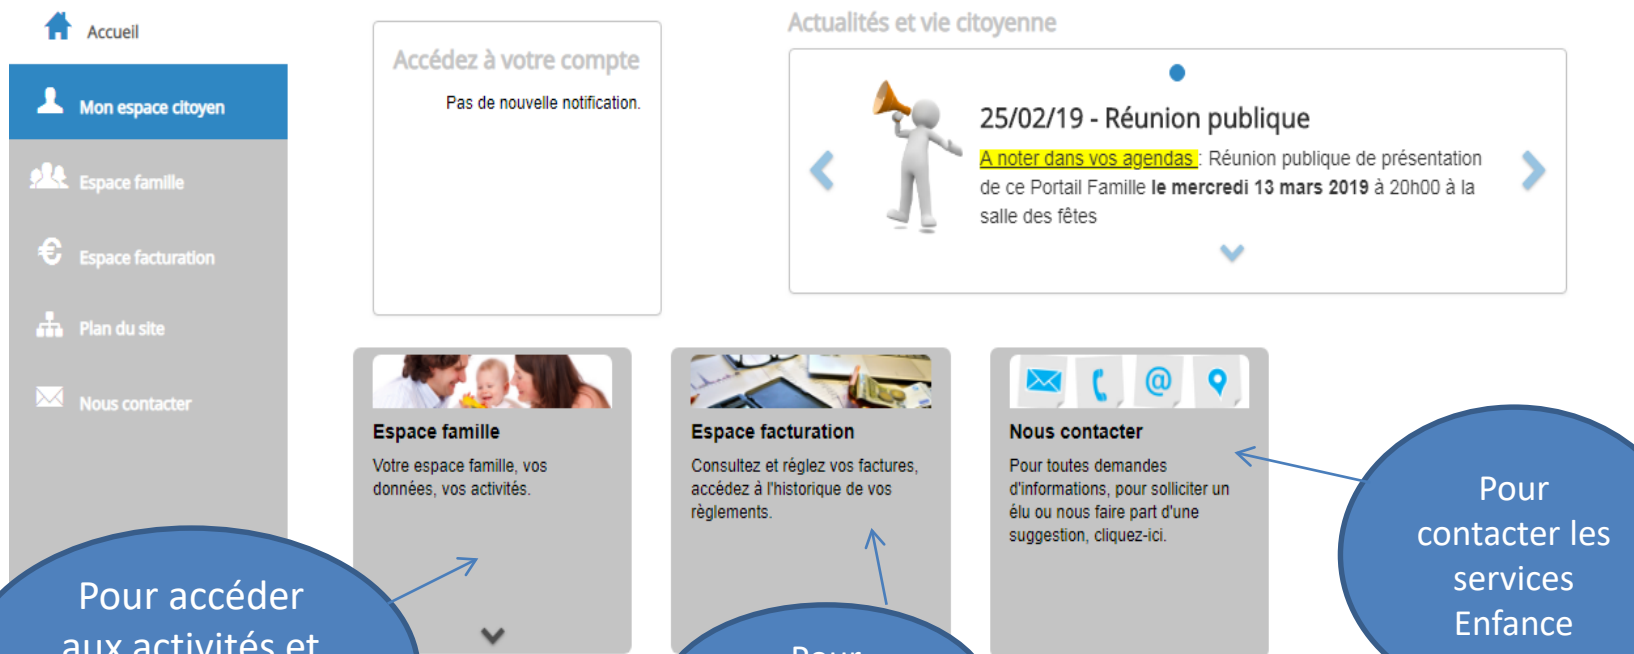 Accueil
Mon espace citoyen
Espace famille
Espace facturation
Plan du site
Nous contacter
Accédez à votre compte
Pas de nouvelle notification.
Actualités et vie citoyenne
25/02/19 - Réunion publique
A noter dans vos agendas : Réunion publique de présentation
de ce Portail Famille le mercredi 13 mars 2019 à 20h00 à la
salle des fêtes
Espace famille
Votre espace famille, vos
données, vos activités.
Espace facturation
Consultez et réglez vos factures,
accédez à l'historique de vos
règlements.
Nous contacter
Pour toutes demandes
d'informations, pour solliciter un
élu ou nous faire part d'une
suggestion, cliquez-ici.
Pour accéder
aux activités et
Pour
Pour
contacter les
services
Enfance